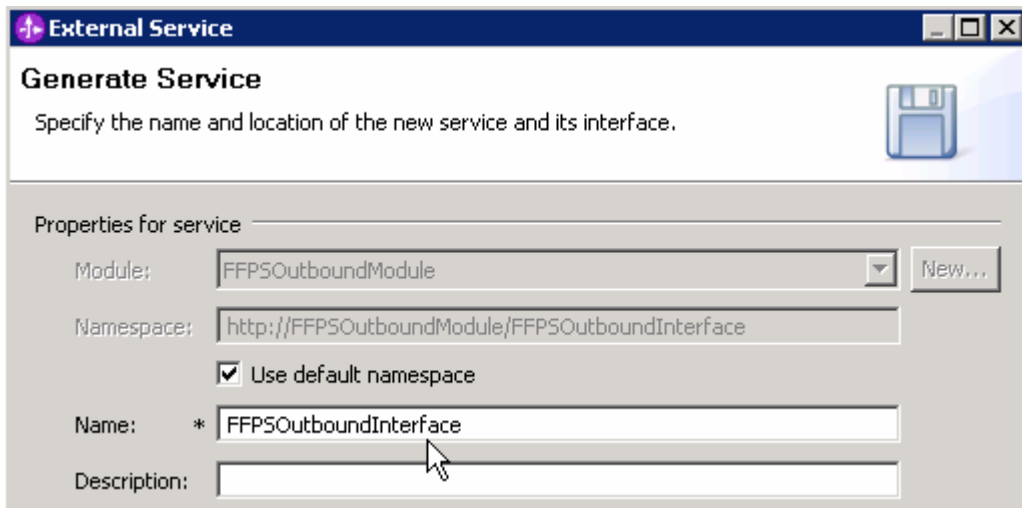 External Service
Generate Service
Specify the name and location of the new service and its interface.
Properties for service
Module: FFPSOutboundModule New...
Namespace: http://FFPSOutboundModule/FFPSOutboundInterface
Use default namespace
Name: * FFPSOutboundInterface
Description: